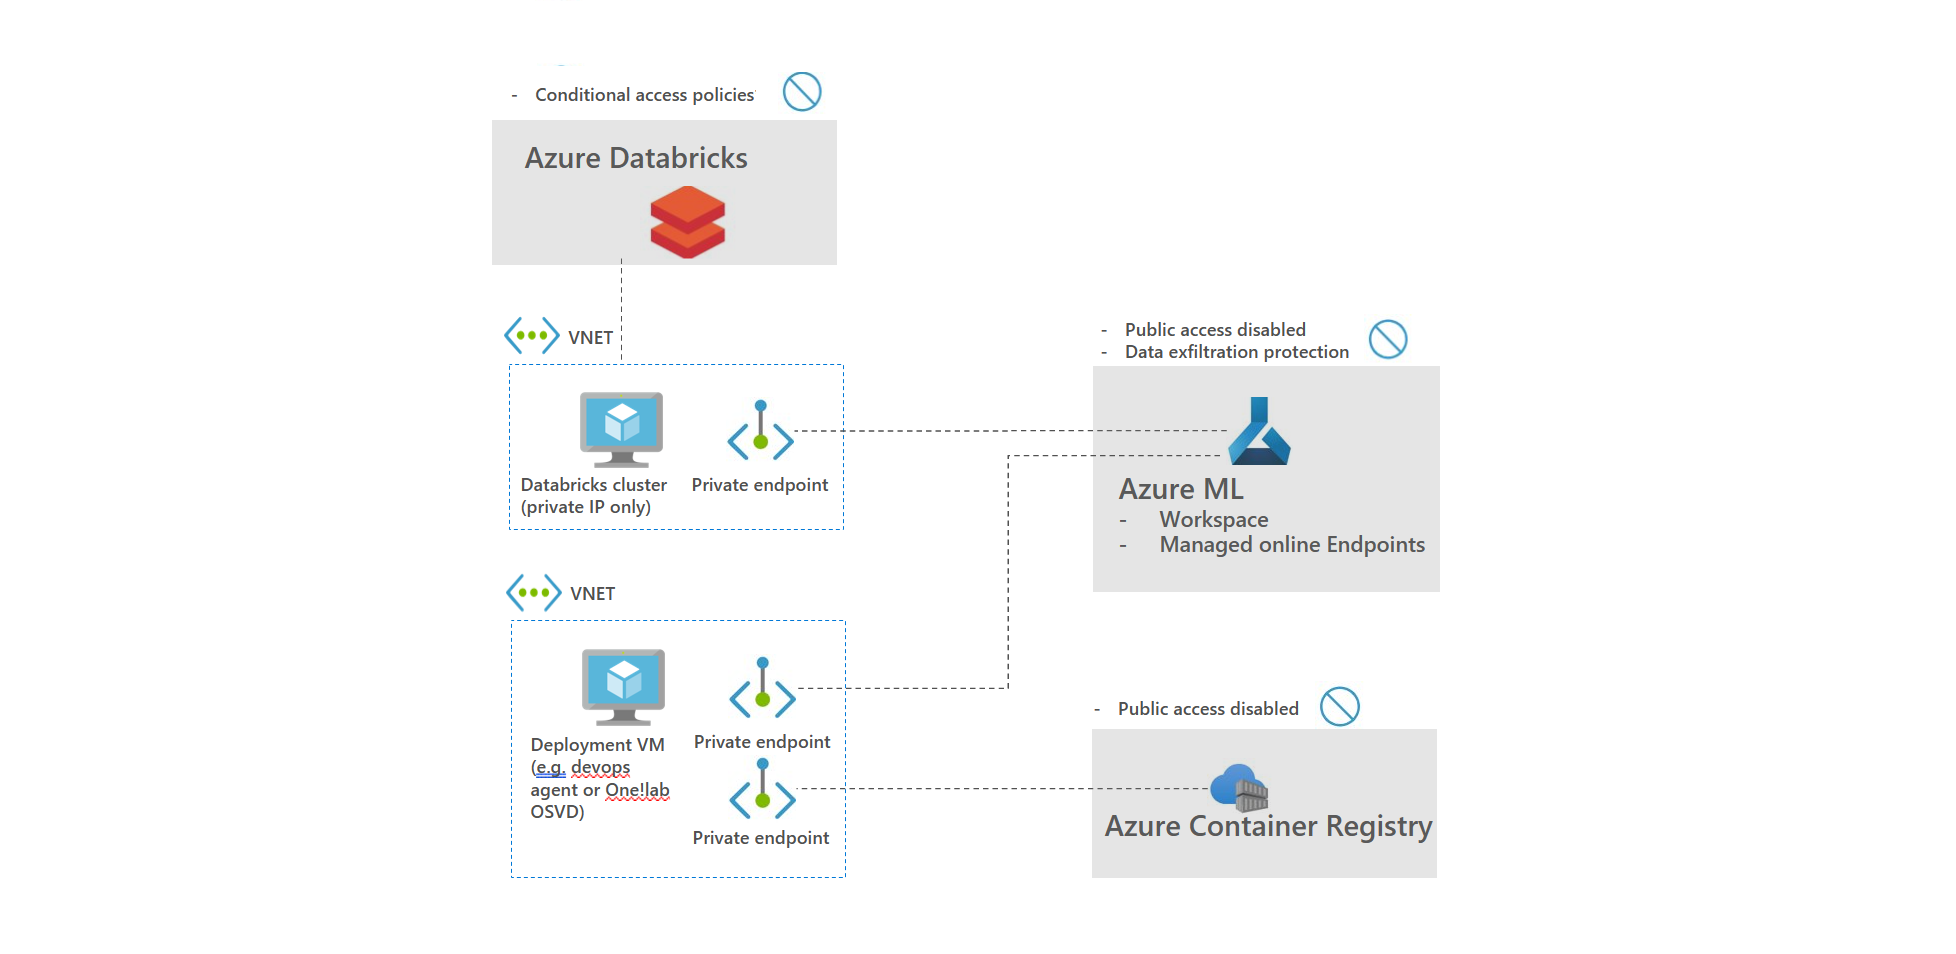 - Conditional access policies
Azure Databricks
VNET
Databricks cluster
(private IP only)
Private endpoint
- Public access disabled
- Data exfiltration protection
Azure ML
- Workspace
- Managed online Endpoints
VNET
Deployment VM
(e.g. devops
agent or One!lab
OSVD)
Private endpoint
Private endpoint
- Public access disabled
Azure Container Registry